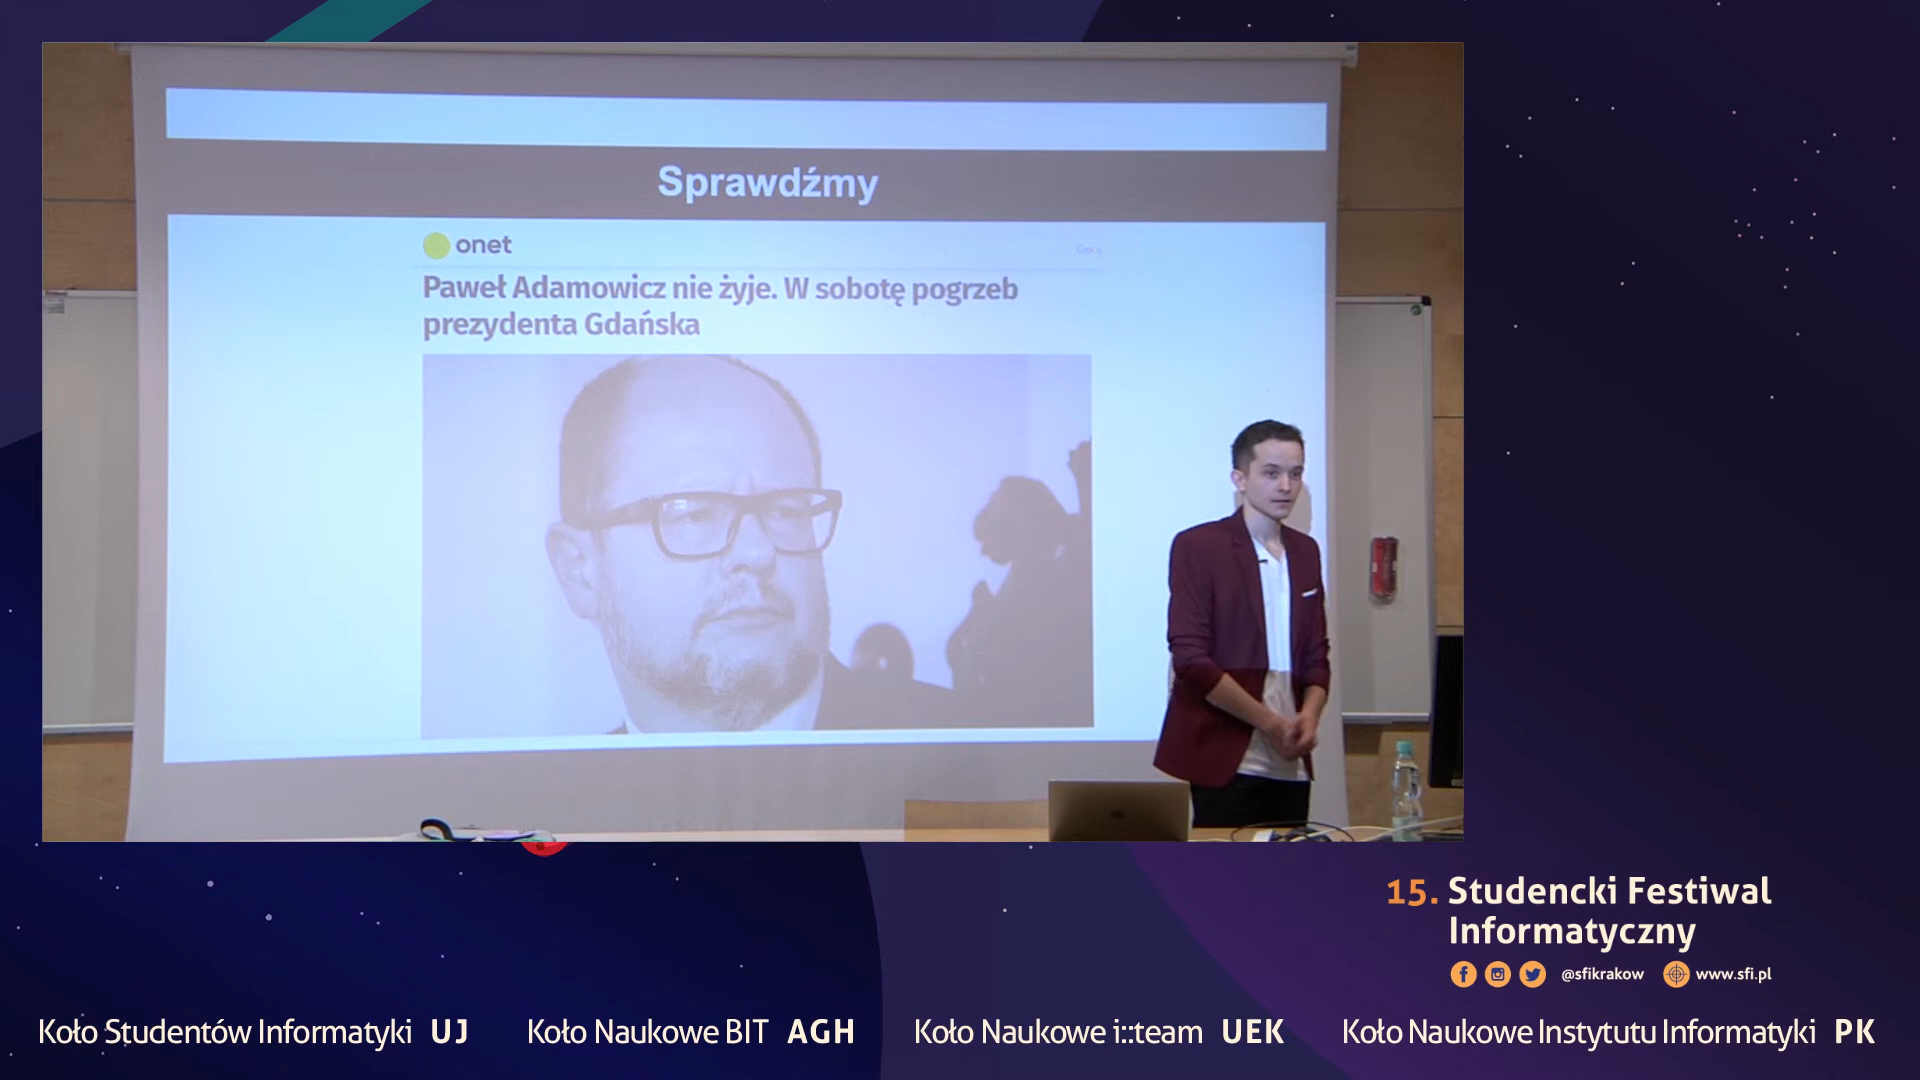 Sprawdźmy
onet
Paweł Adamowicz nie żyje. W sobotę pogrzeb
prezydenta Gdańska
15. Studencki Festiwal
Informatyczny
@sfikrakow www.sfi.pl
Koło Studentów Informatyki UJ
Koło Naukowe BIT AGH
Koło Naukowe i::team UEK
Koło Naukowe Instytutu Informatyki PK